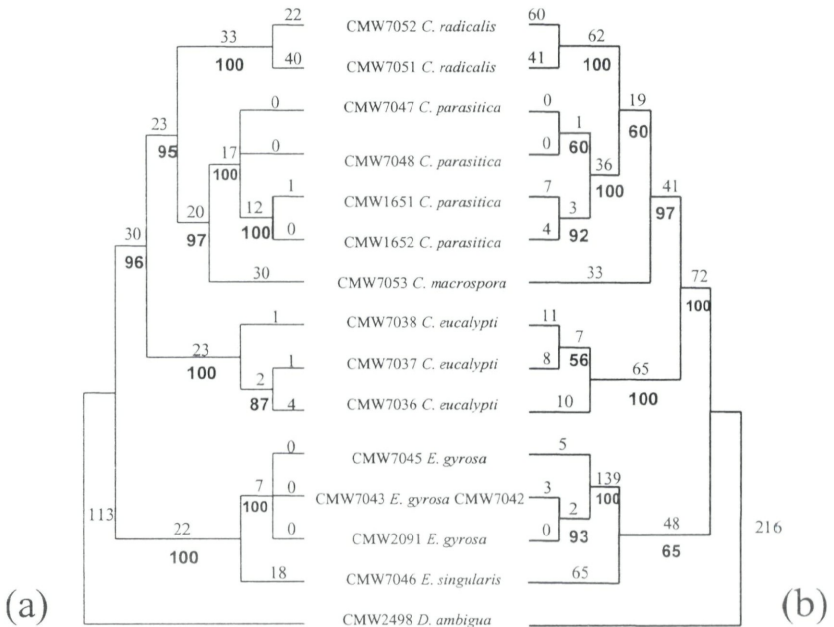 22 CMW7052 C. radicalis 60
33 62
100 100
40 CMW7051 C. radicalis 41
0 CMW7047 C. parasitica 0
19
23 1
95 17 60 60
100 0 CMW7048 C. parasitica 0 36
100
1 CMW1651 C. parasitica 7
41
20 12 3 97
97 100 0 CMW1652 C. parasitica 4 92
30
96
30 CMW7053 C. macrospora 33
72
100
1 CMW7038 C. eucalypti 11
7
23 1 CMW7037 C. eucalypti 8 56
100 65
2 100
87 4 CMW7036 C. eucalypti 10
0 CMW7045 E. gyrosa 5
7 139
100 0 CMW7043 E. gyrosa CMW7042 3 100
2
113 22 0 CMW2091 E. gyrosa 0 93 48 216
100 65
18 CMW7046 E. singularis 65
(a) CMW2498 D. ambigua (b)